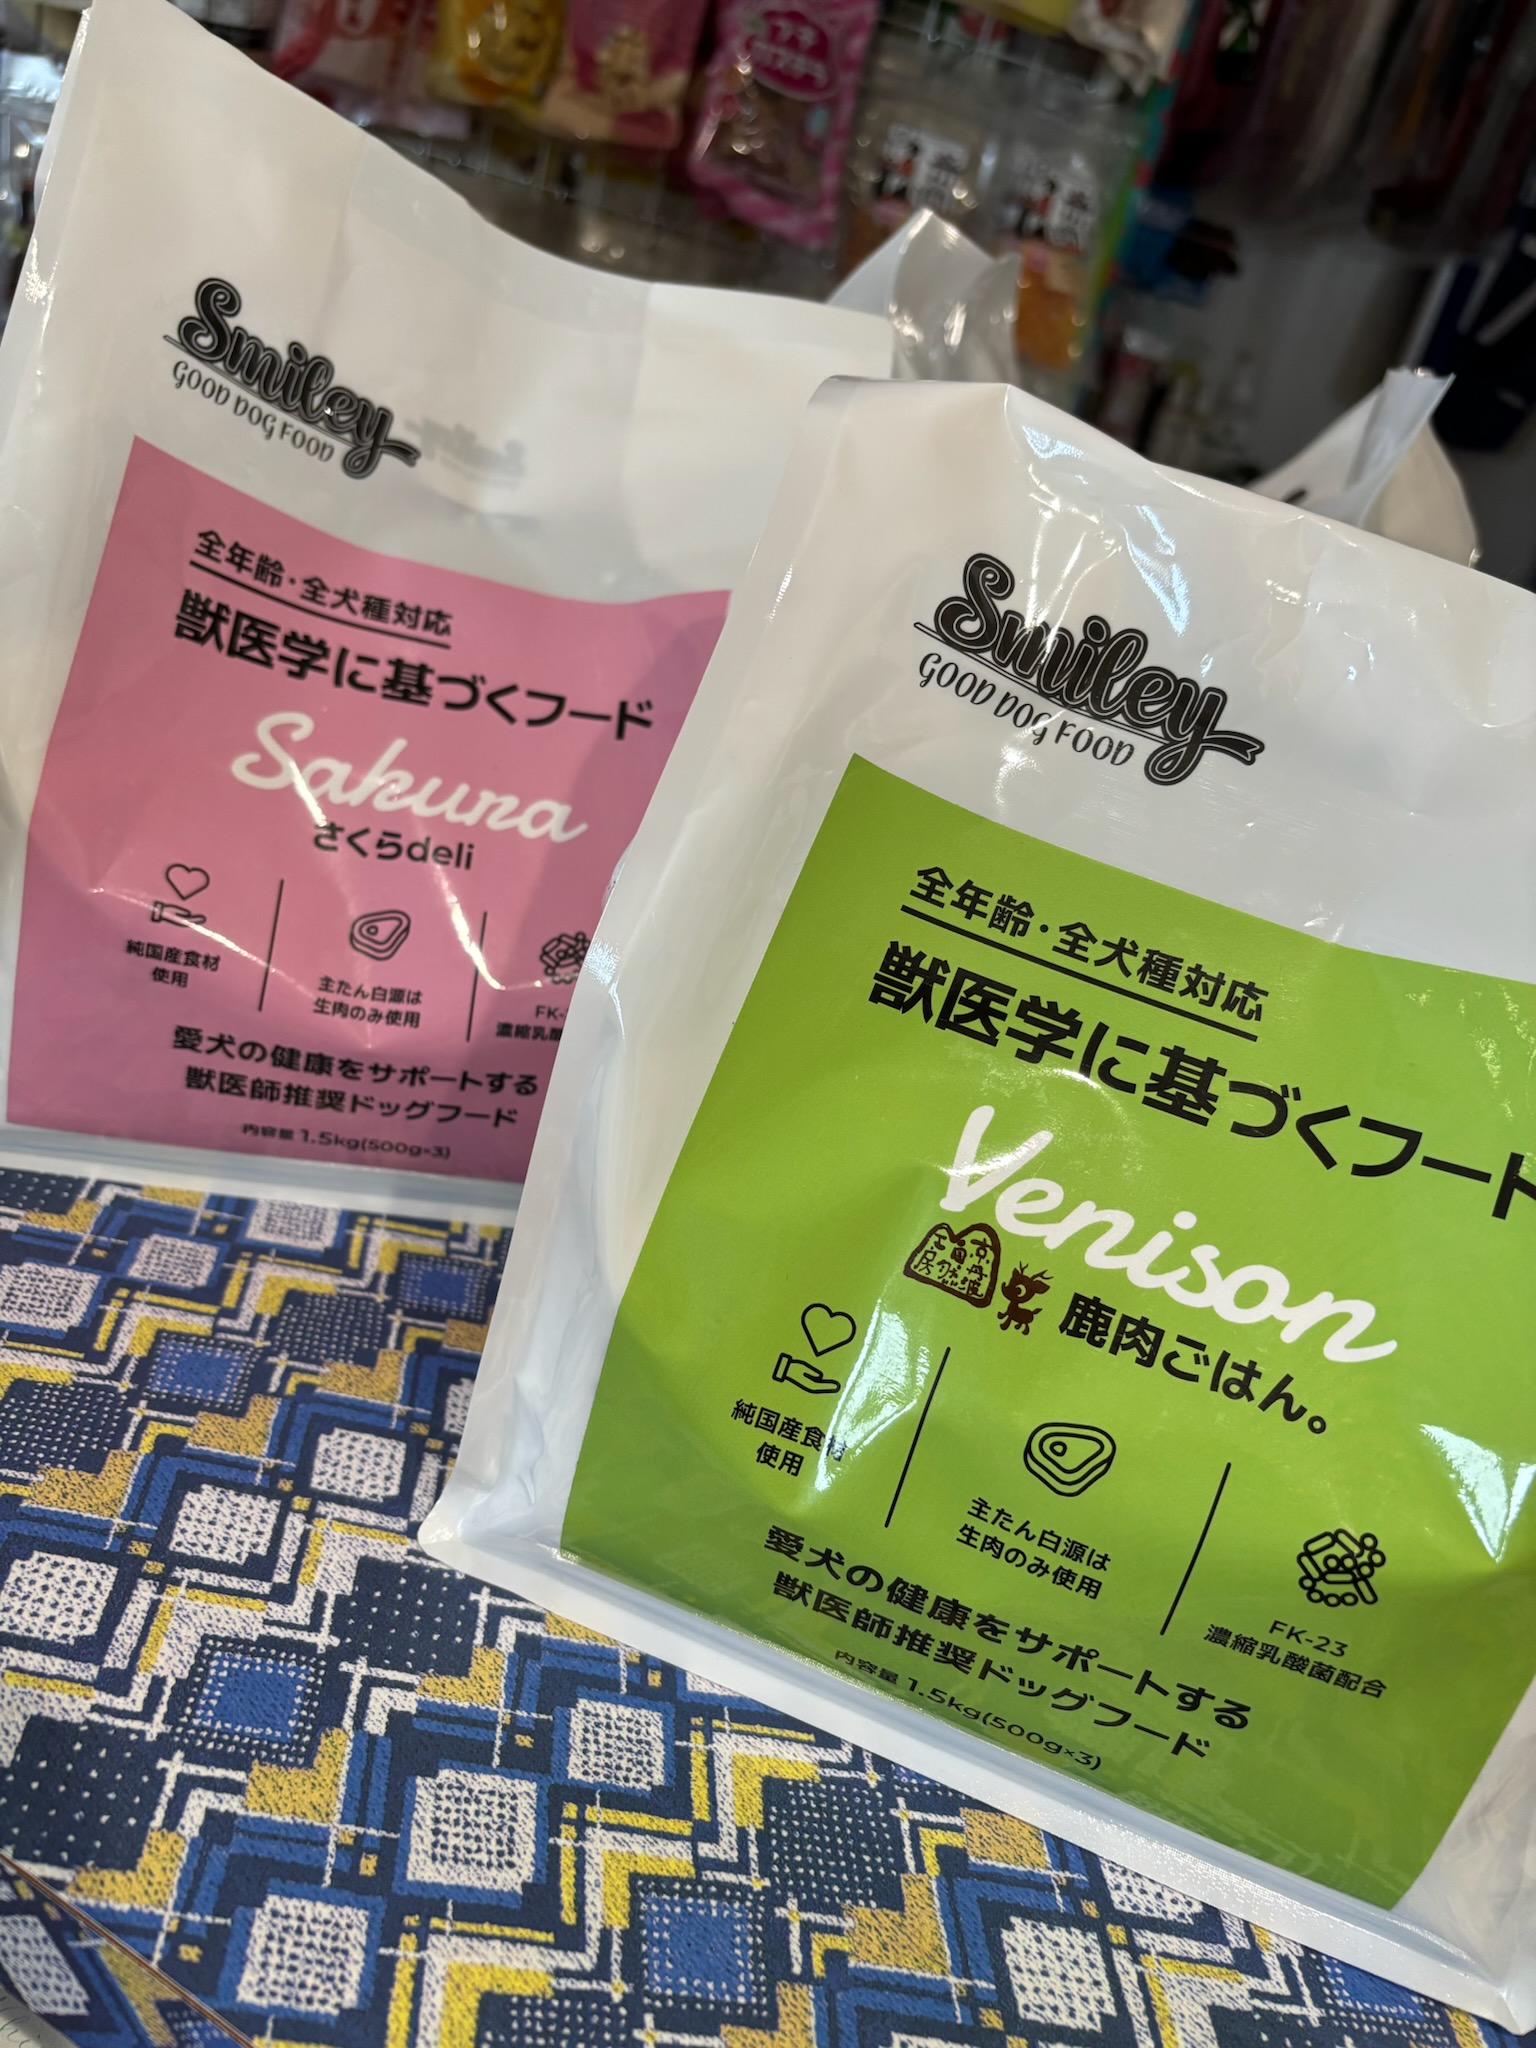 Smiley
GOOD DOG FOOD
全年齢・全犬種対応
獣医学に基づくフード
Sakura
さくらdeli
純国産食材
使用
主たん白源は
生肉のみ使用
FK-
濃縮乳酸
愛犬の健康をサポートする
獣医師推奨ドッグフード
内容量 1.5kg(500g×3)
Smiley
GOOD DOG FOOD
全年齢・全犬種対応
獣医学に基づくフード
Venison
鹿肉ごはん。
純国産食材
使用
主たん白源は
生肉のみ使用
FK-23
濃縮乳酸菌配合
愛犬の健康をサポートする
獣医師推奨ドッグフード
内容量 1.5kg(500g×3)